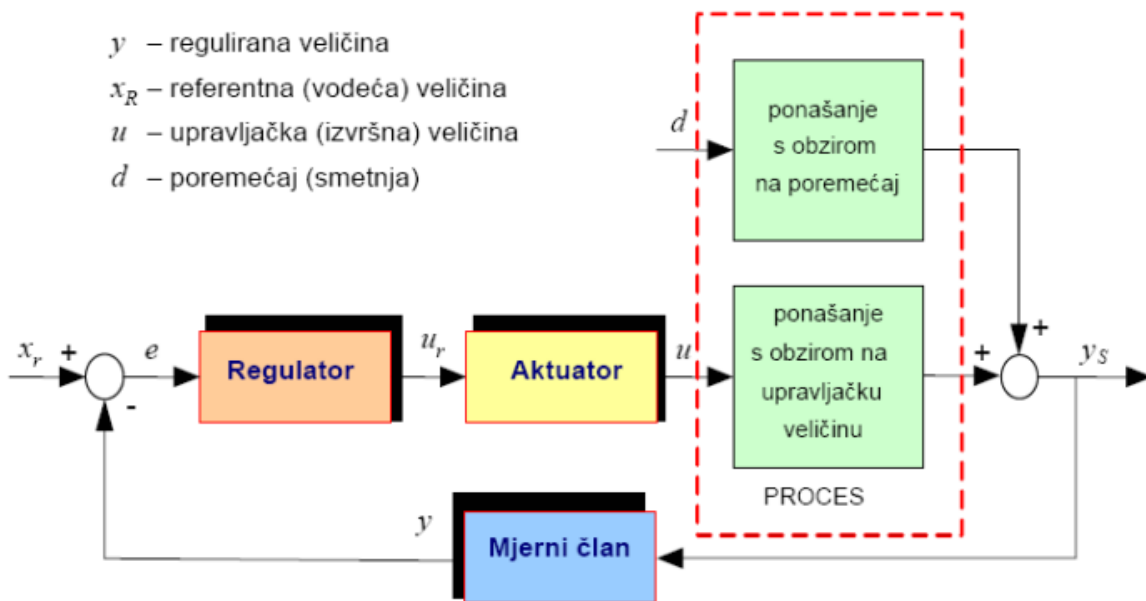 y – regulirana veličina
x_R – referentna (vodeća) veličina
u – upravljačka (izvršna) veličina
d – poremećaj (smetnja)
d
ponašanje
s obzirom
na poremećaj
+
x_r
+
e
-
Regulator
u_r
Aktuator
u
ponašanje
s obzirom na
upravljačku
veličinu
+
y_S
PROCES
y
Mjerni član